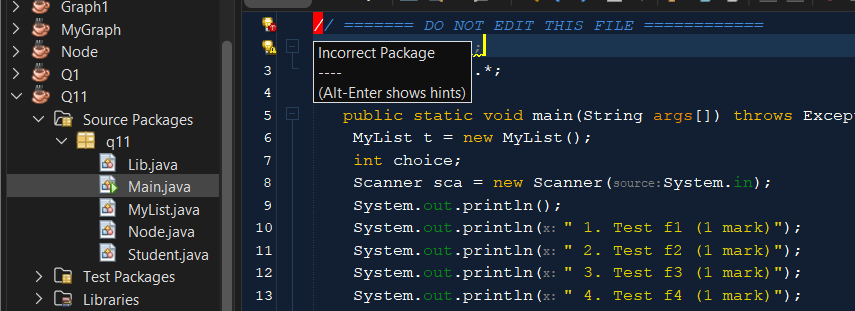 Graph1
MyGraph
Node
Q1
Q11
Source Packages
q11
Lib.java
Main.java
MyList.java
Node.java
Student.java
Test Packages
Libraries
// ======= DO NOT EDIT THIS FILE ============
;
Incorrect Package
----
(Alt-Enter shows hints)
3 .*;
4
5 public static void main(String args[]) throws Excep
6 MyList t = new MyList();
7 int choice;
8 Scanner sca = new Scanner(source:System.in);
9 System.out.println();
10 System.out.println(x:" 1. Test f1 (1 mark)");
11 System.out.println(x:" 2. Test f2 (1 mark)");
12 System.out.println(x:" 3. Test f3 (1 mark)");
13 System.out.println(x:" 4. Test f4 (1 mark)");